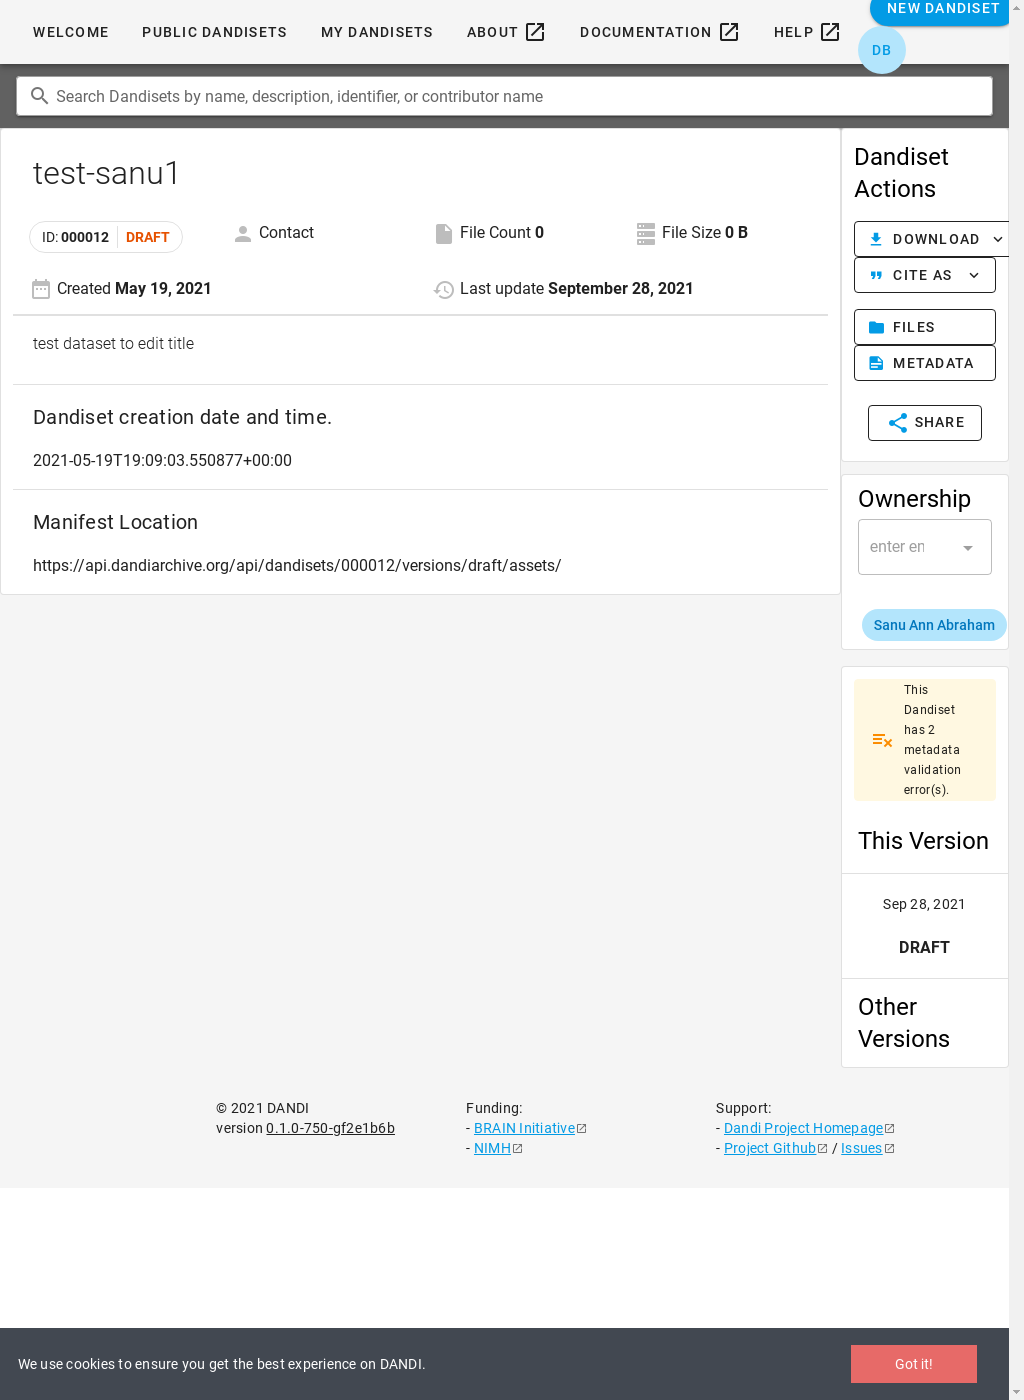 WELCOME PUBLIC DANDISETS MY DANDISETS ABOUT DOCUMENTATION HELP NEW DANDISET
DB
Search Dandisets by name, description, identifier, or contributor name
test-sanu1
ID: 000012 DRAFT Contact File Count 0 File Size 0 B
Created May 19, 2021 Last update September 28, 2021
test dataset to edit title
Dandiset creation date and time.
2021-05-19T19:09:03.550877+00:00
Manifest Location
https://api.dandiarchive.org/api/dandisets/000012/versions/draft/assets/
Dandiset
Actions
DOWNLOAD
CITE AS
FILES
METADATA
SHARE
Ownership
enter en
Sanu Ann Abraham
This
Dandiset
has 2
metadata
validation
error(s).
This Version
Sep 28, 2021
DRAFT
Other
Versions
© 2021 DANDI
version 0.1.0-750-gf2e1b6b
Funding:
- BRAIN Initiative
- NIMH
Support:
- Dandi Project Homepage
- Project Github / Issues
We use cookies to ensure you get the best experience on DANDI.
Got it!